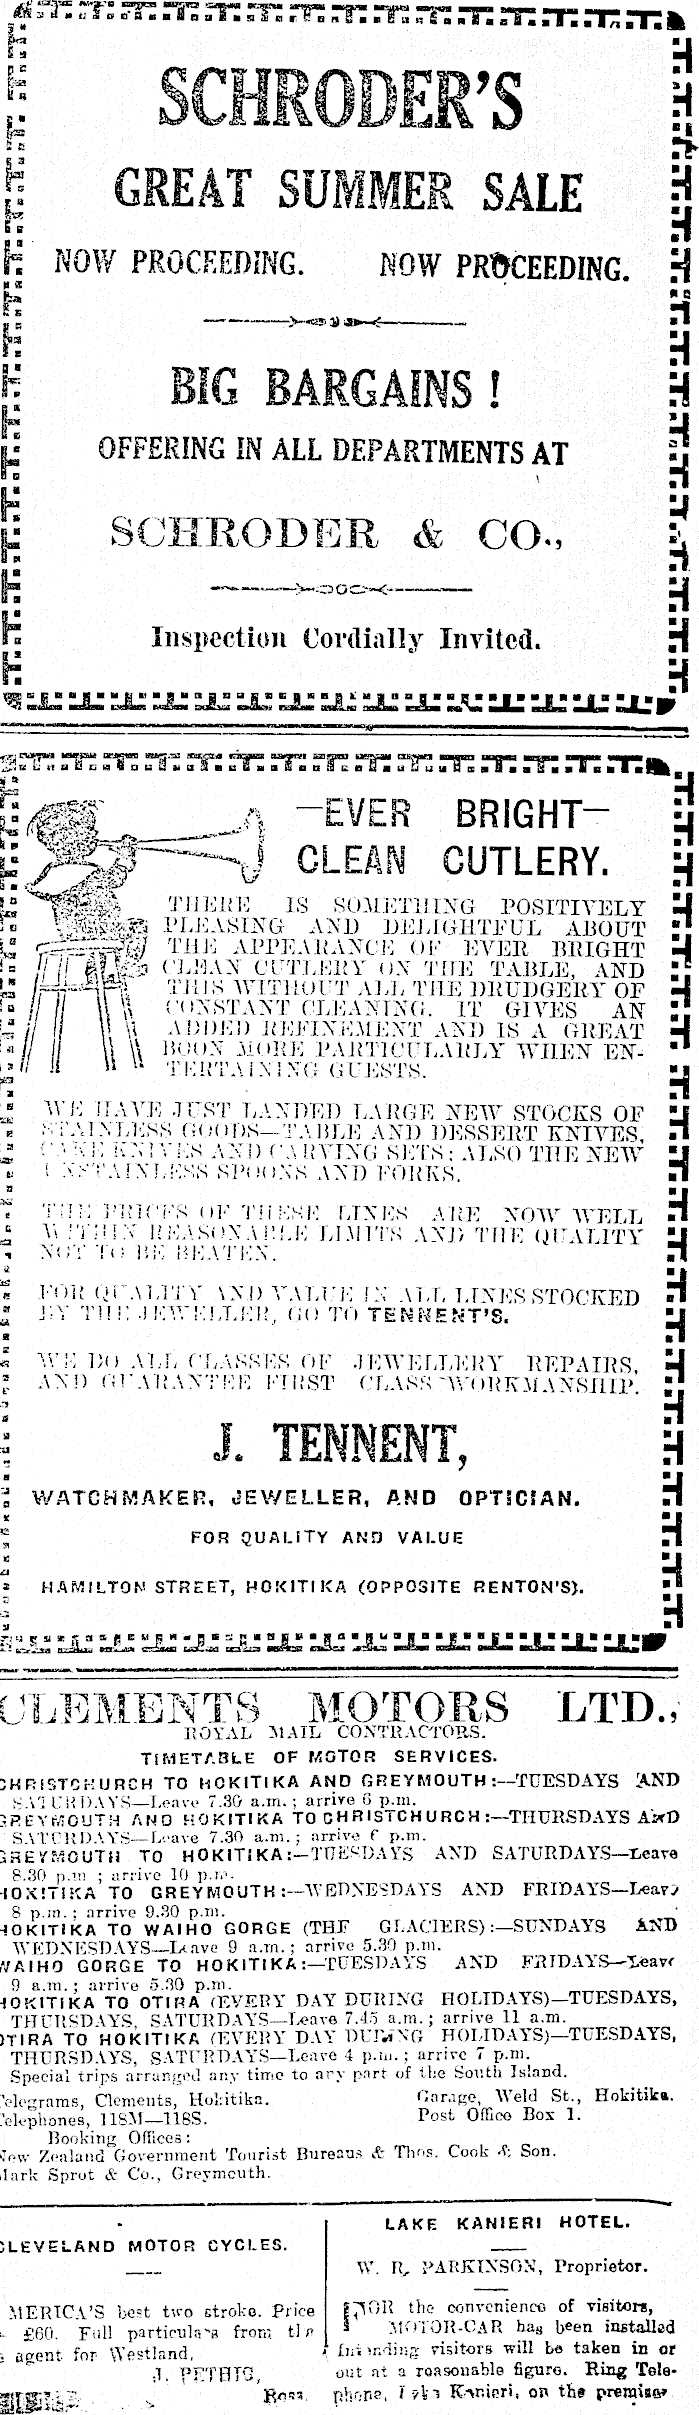 SCHRODER'S
GREAT SUMMER SALE
NOW PROCEEDING. NOW PROCEEDING.
BIG BARGAINS!
OFFERING IN ALL DEPARTMENTS AT
SCHRODER & CO.,
Inspection Cordially Invited.
—EVER BRIGHT—
CLEAN CUTLERY.
THERE IS SOMETHING POSITIVELY
PLEASING AND DELIGHTFUL ABOUT
THE APPEARANCE OF EVER BRIGHT
CLEAN CUTLERY ON THE TABLE, AND
THIS WITHOUT ALL THE DRUDGERY OF
CONSTANT CLEANING. IT GIVES AN
ADDED REFINEMENT AND IS A GREAT
BOON MORE PARTICULARLY WHEN EN-
TERTAINING GUESTS.
WE HAVE JUST LANDED LARGE NEW STOCKS OF
STAINLESS GOODS—TABLE AND DESSERT KNIVES,
CAKE KNIVES AND CARVING SETS: ALSO THE NEW
UNSTAINLESS SPOONS AND FORKS.
THE PRICES OF THESE LINES ARE NOW WELL
WITHIN REASONABLE LIMITS AND THE QUALITY
NOT TO BE BEATEN.
FOR QUALITY AND VALUE IN ALL LINES STOCKED
BY THE JEWELLER, GO TO TENNENT'S.
WE DO ALL CLASSES OF JEWELLERY REPAIRS,
AND GUARANTEE FIRST CLASS WORKMANSHIP.
J. TENNENT,
WATCHMAKER, JEWELLER, AND OPTICIAN.
FOR QUALITY AND VALUE
HAMILTON STREET, HOKITIKA (OPPOSITE RENTON'S).
CLEMENTS MOTORS LTD.,
ROYAL MAIL CONTRACTORS.
TIMETABLE OF MOTOR SERVICES.
CHRISTCHURCH TO HOKITIKA AND GREYMOUTH:—TUESDAYS AND
SATURDAYS—Leave 7.30 a.m.; arrive 6 p.m.
GREYMOUTH AND HOKITIKA TO CHRISTCHURCH:—THURSDAYS AND
SATURDAYS—Leave 7.30 a.m.; arrive 6 p.m.
GREYMOUTH TO HOKITIKA:—TUESDAYS AND SATURDAYS—Leave
8.30 p.m; arrive 10 p.m.
HOKITIKA TO GREYMOUTH:—WEDNESDAYS AND FRIDAYS—Leave
8 p.m.; arrive 9.30 p.m.
HOKITIKA TO WAIHO GORGE (THE GLACIERS):—SUNDAYS AND
WEDNESDAYS—Leave 9 a.m.; arrive 5.30 p.m.
WAIHO GORGE TO HOKITIKA:—TUESDAYS AND FRIDAYS—Leave
9 a.m.; arrive 5.30 p.m.
HOKITIKA TO OTIRA (EVERY DAY DURING HOLIDAYS)—TUESDAYS,
THURSDAYS, SATURDAYS—Leave 7.45 a.m.; arrive 11 a.m.
OTIRA TO HOKITIKA (EVERY DAY DURING HOLIDAYS)—TUESDAYS,
THURSDAYS, SATURDAYS—Leave 4 p.m.; arrive 7 p.m.
Special trips arranged any time to any part of the South Island.
Telegrams, Clements, Hokitika. Garage, Weld St., Hokitika.
Telephones, 118M—118S. Post Office Box 1.
Booking Offices:
New Zealand Government Tourist Bureaus & Thos. Cook & Son.
Mark Sprot & Co., Greymouth.
CLEVELAND MOTOR CYCLES.
MERICA'S best two stroke. Price
£60. Full particulars from the
agent for Westland,
J. PETHIG,
Ross.
LAKE KANIERI HOTEL.
W. R. PARKINSON, Proprietor.
FOR the convenience of visitors,
MOTOR-CAR has been installed
Intending visitors will be taken in or
out at a reasonable figure. Ring Tele-
phone, Lake Kanieri, on the premises